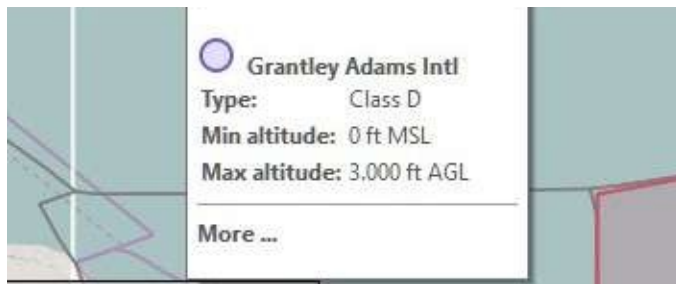 Grantley Adams Intl
Type: Class D
Min altitude: 0 ft MSL
Max altitude: 3,000 ft AGL
More ...